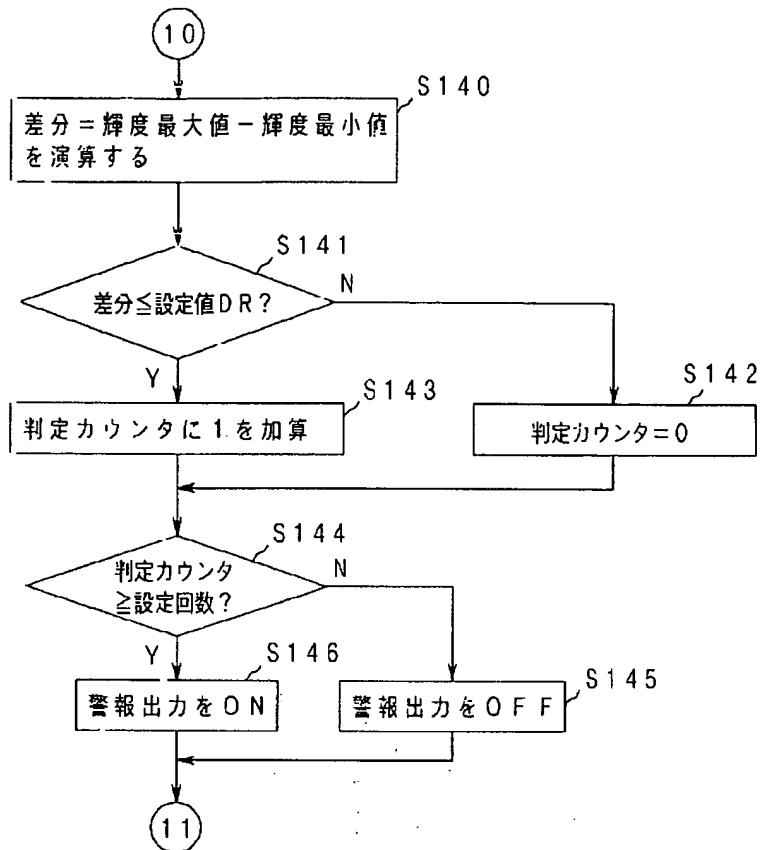 10
S140
差分＝輝度最大値－輝度最小値
を演算する
S141
差分≦設定値DR？
N
Y
S143
判定カウンタに1を加算
S142
判定カウンタ＝0
S144
判定カウンタ
≧設定回数？
N
Y
S146
警報出力をON
S145
警報出力をOFF
11